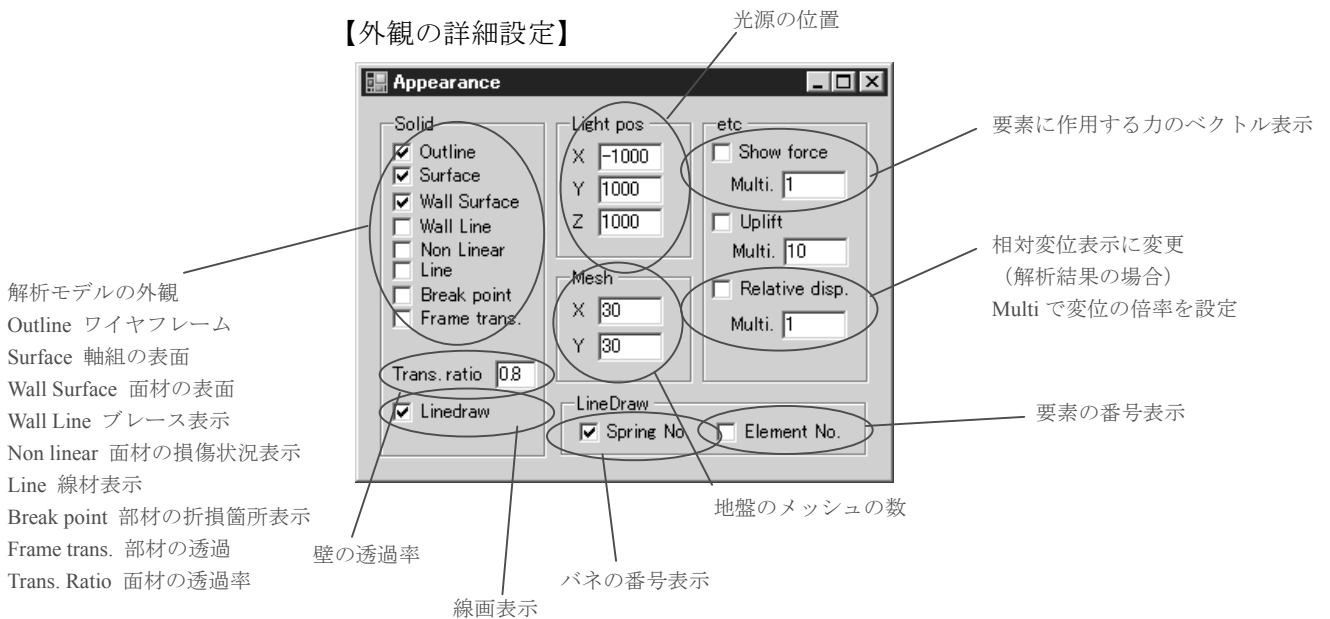 【外観の詳細設定】
光源の位置
Appearance
Solid
Outline
Surface
Wall Surface
Wall Line
Non Linear
Line
Break point
Frame trans.
Trans. ratio 0.8
Linedraw
Light pos
X -1000
Y 1000
Z 1000
Mesh
X 30
Y 30
etc
Show force
Multi. 1
Uplift
Multi. 10
Relative disp.
Multi. 1
LineDraw
Spring No
Element No.
要素に作用する力のベクトル表示
相対変位表示に変更
（解析結果の場合）
Multi で変位の倍率を設定
要素の番号表示
解析モデルの外観
Outline ワイヤフレーム
Surface 軸組の表面
Wall Surface 面材の表面
Wall Line ブレース表示
Non linear 面材の損傷状況表示
Line 線材表示
Break point 部材の折損箇所表示
Frame trans. 部材の透過
Trans. Ratio 面材の透過率
壁の透過率
線画表示
バネの番号表示
地盤のメッシュの数